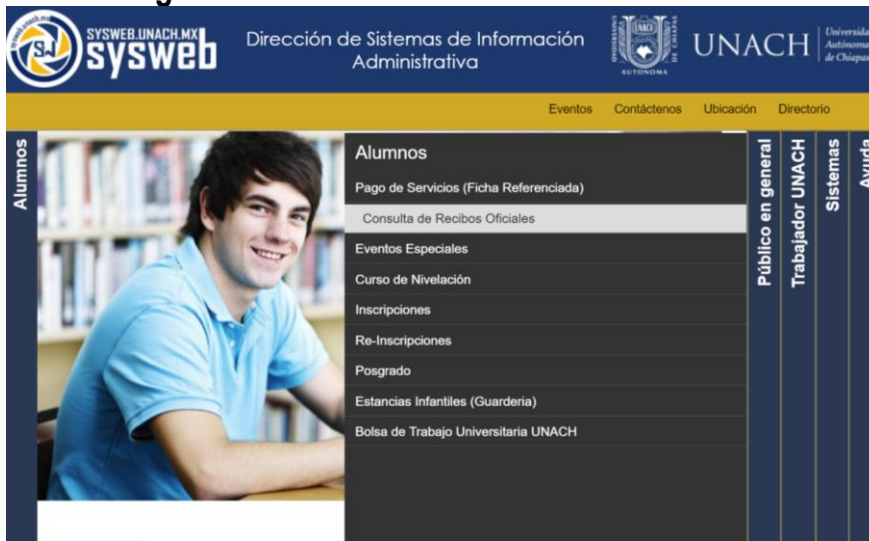 SYSWEB.UNACH.MX
sysweb
Dirección de Sistemas de Información
Administrativa
AUTONOMA
UNACH
Autónoma
de Chiapas
Eventos Contáctenos Ubicación Directorio
Alumnos
Alumnos
Pago de Servicios (Ficha Referenciada)
Consulta de Recibos Oficiales
Eventos Especiales
Curso de Nivelación
Inscripciones
Re-Inscripciones
Posgrado
Estancias Infantiles (Guarderia)
Bolsa de Trabajo Universitaria UNACH
Público en general
Trabajador UNACH
Sistemas
Ayuda